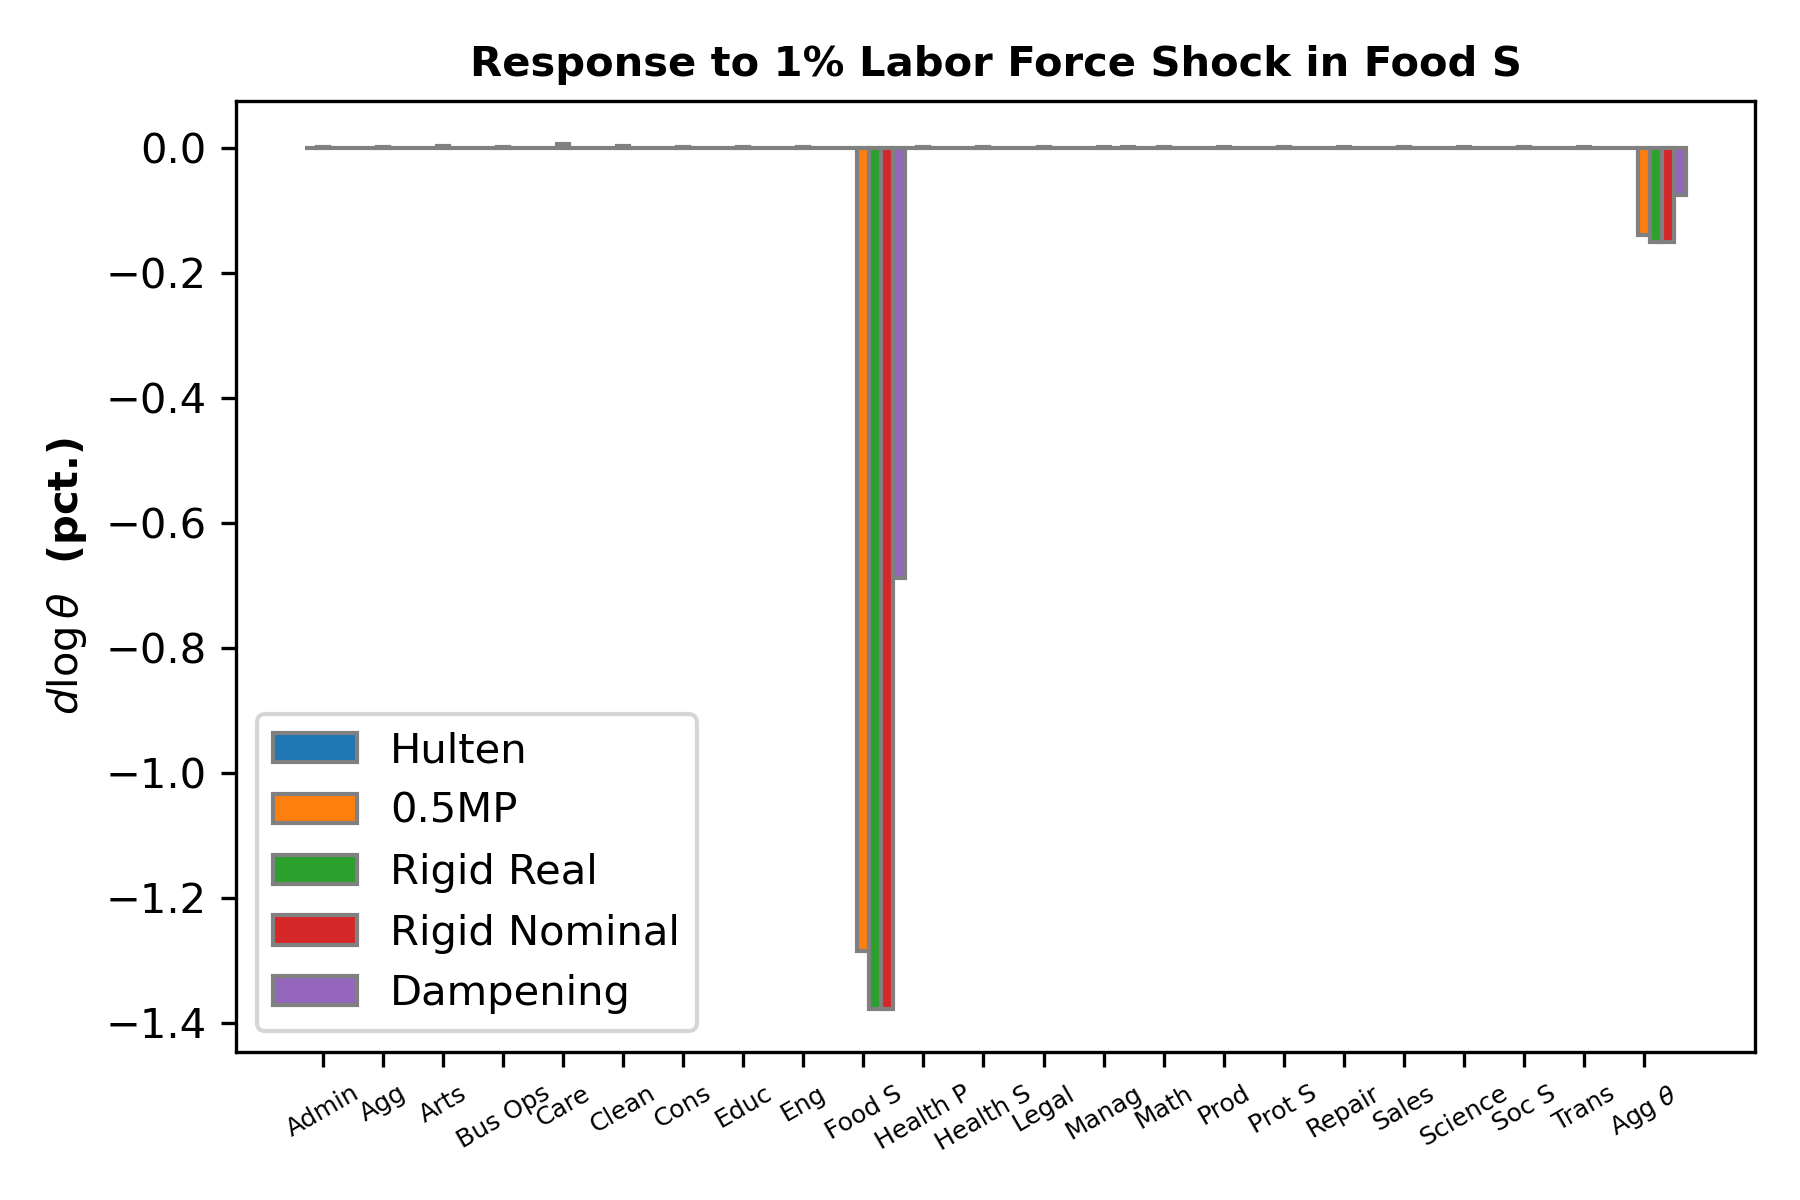 Response to 1% Labor Force Shock in Food S
dlog θ (pct.)
0.0
−0.2
−0.4
−0.6
−0.8
−1.0
−1.2
−1.4
Hulten
0.5MP
Rigid Real
Rigid Nominal
Dampening
Admin
Agg
Arts
Bus Ops
Care
Clean
Cons
Educ
Eng
Food S
Health P
Health S
Legal
Manag
Math
Prod
Prot S
Repair
Sales
Science
Soc S
Trans
Agg θ